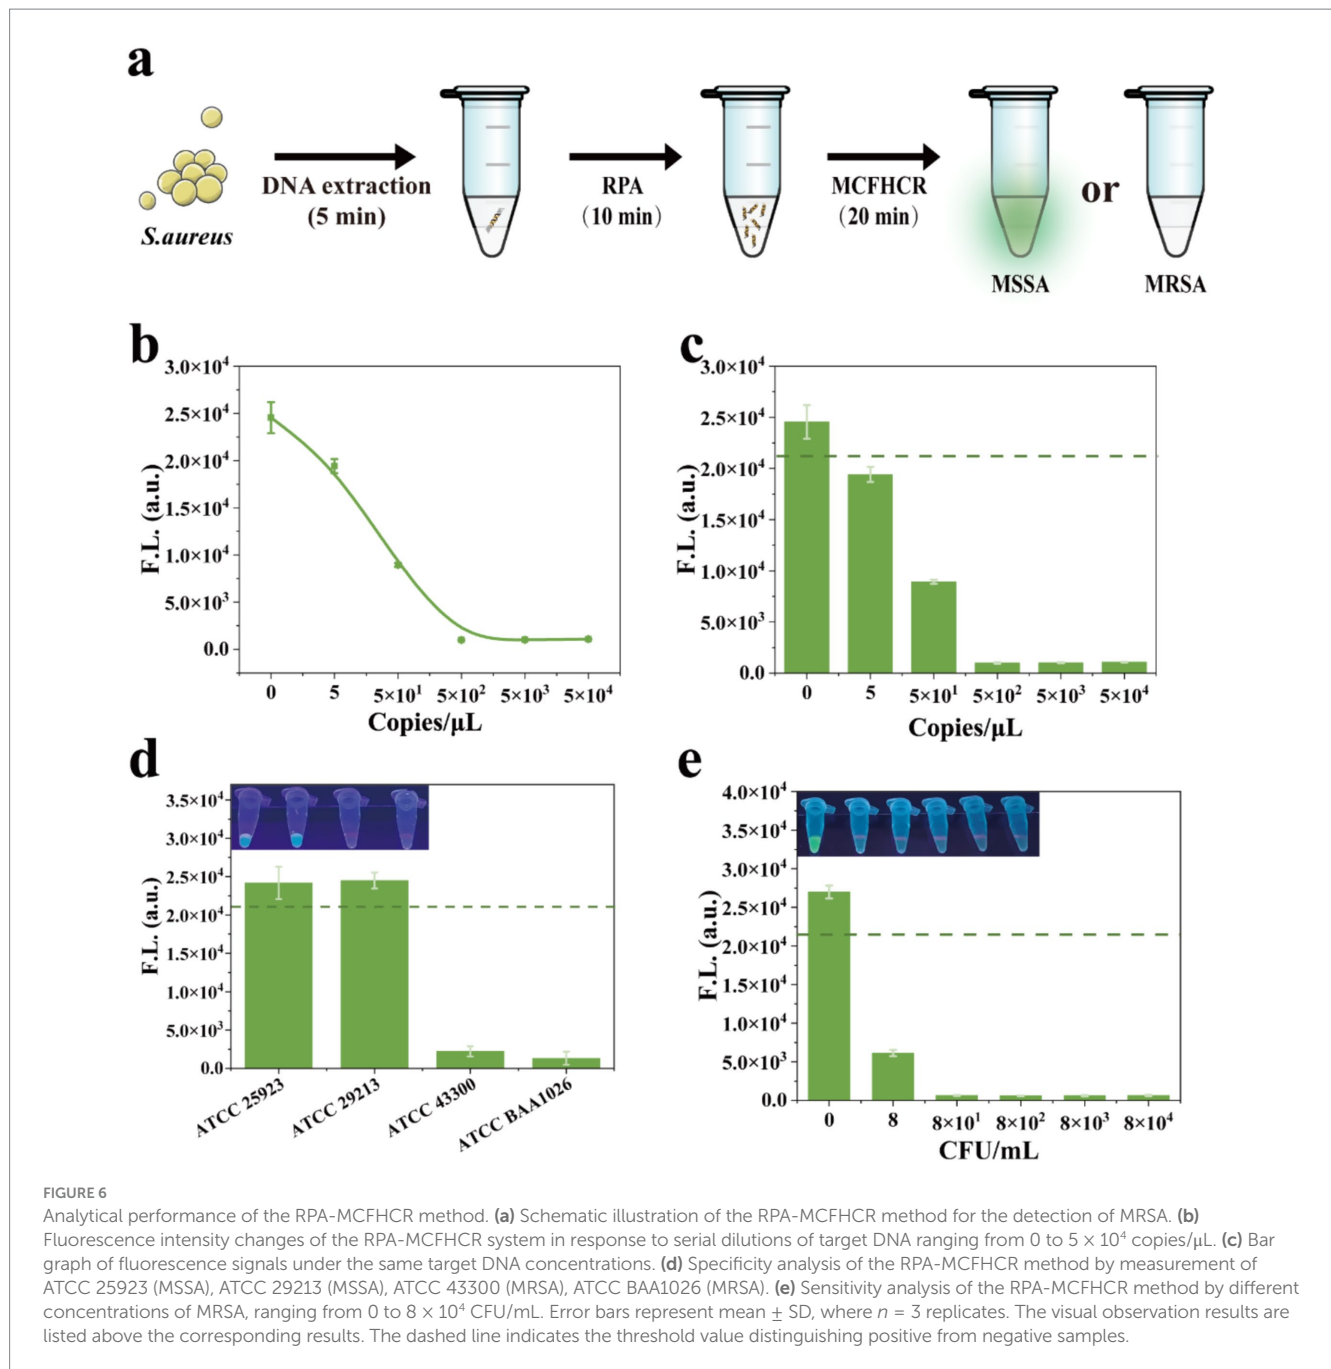 a
DNA extraction
(5 min)
RPA
(10 min)
MCFHCR
(20 min)
or
S.aureus
MSSA
MRSA
b
3.0×10⁴
2.5×10⁴
2.0×10⁴
1.5×10⁴
1.0×10⁴
5.0×10³
0.0
F.L. (a.u.)
0 5 5×10¹ 5×10² 5×10³ 5×10⁴
Copies/μL
c
3.0×10⁴
2.5×10⁴
2.0×10⁴
1.5×10⁴
1.0×10⁴
5.0×10³
0.0
F.L. (a.u.)
0 5 5×10¹ 5×10² 5×10³ 5×10⁴
Copies/μL
d
3.5×10⁴
3.0×10⁴
2.5×10⁴
2.0×10⁴
1.5×10⁴
1.0×10⁴
5.0×10³
0.0
F.L. (a.u.)
ATCC 25923
ATCC 29213
ATCC 43300
ATCC BAA1026
e
4.0×10⁴
3.5×10⁴
3.0×10⁴
2.5×10⁴
2.0×10⁴
1.5×10⁴
1.0×10⁴
5.0×10³
0.0
F.L. (a.u.)
0 8 8×10¹ 8×10² 8×10³ 8×10⁴
CFU/mL
FIGURE 6
Analytical performance of the RPA-MCFHCR method. (a) Schematic illustration of the RPA-MCFHCR method for the detection of MRSA. (b)
Fluorescence intensity changes of the RPA-MCFHCR system in response to serial dilutions of target DNA ranging from 0 to 5 × 10⁴ copies/μL. (c) Bar
graph of fluorescence signals under the same target DNA concentrations. (d) Specificity analysis of the RPA-MCFHCR method by measurement of
ATCC 25923 (MSSA), ATCC 29213 (MSSA), ATCC 43300 (MRSA), ATCC BAA1026 (MRSA). (e) Sensitivity analysis of the RPA-MCFHCR method by different
concentrations of MRSA, ranging from 0 to 8 × 10⁴ CFU/mL. Error bars represent mean ± SD, where n = 3 replicates. The visual observation results are
listed above the corresponding results. The dashed line indicates the threshold value distinguishing positive from negative samples.